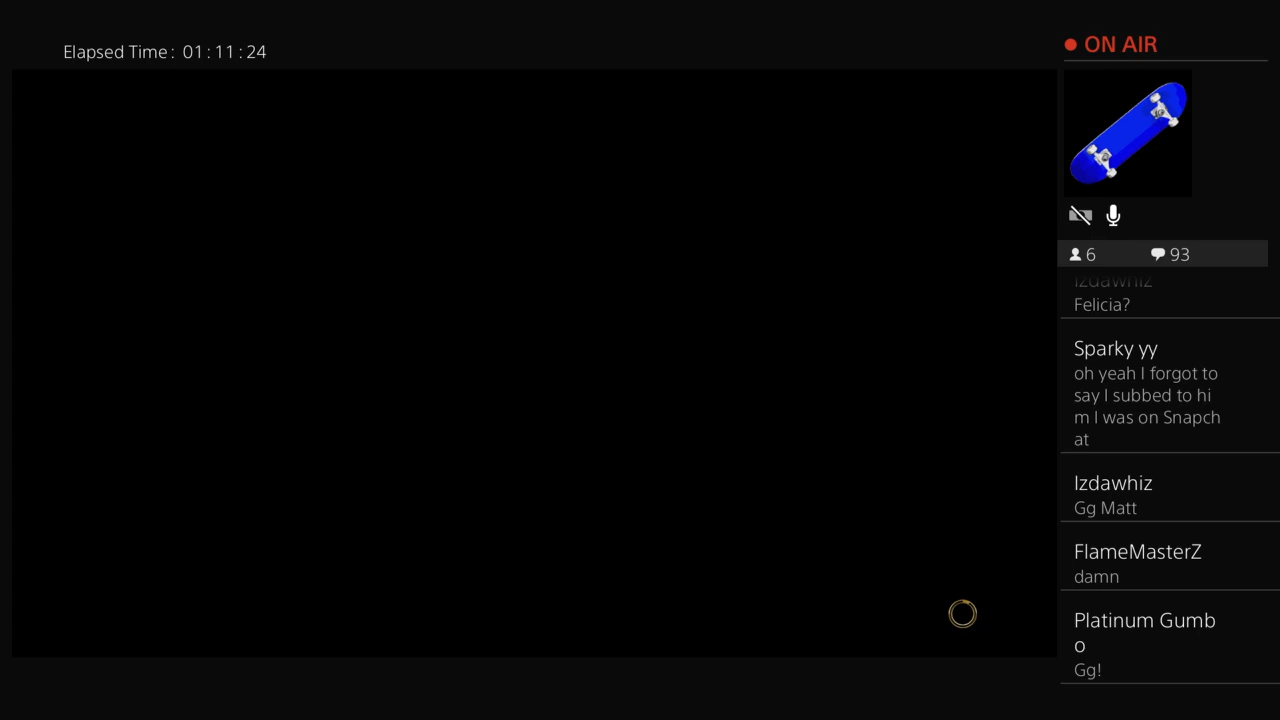 Elapsed Time: 01:11:24
ON AIR
6 93
Izdawhiz
Felicia?
Sparky yy
oh yeah I forgot to
say I subbed to hi
m I was on Snapch
at
Izdawhiz
Gg Matt
FlameMasterZ
damn
Platinum Gumb
o
Gg!